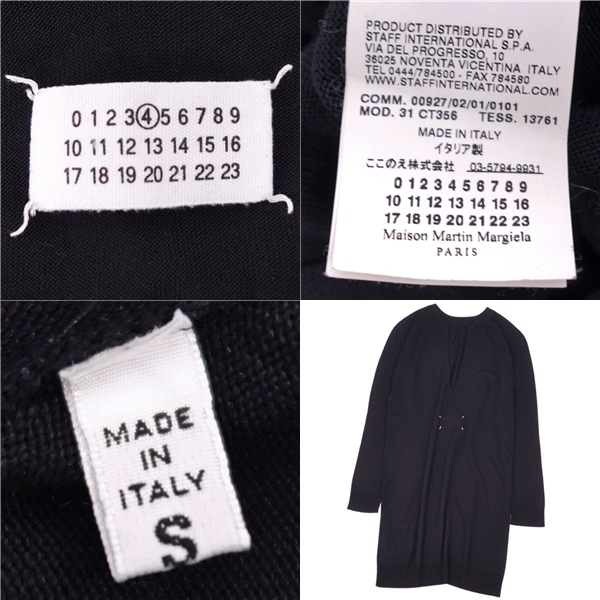 0 1 2 3 4 5 6 7 8 9
10 11 12 13 14 15 16
17 18 19 20 21 22 23
PRODUCT DISTRIBUTED BY
STAFF INTERNATIONAL S.P.A.
VIA DEL PROGRESSO, 10
36025 NOVENTA VICENTINA ITALY
TEL 0444/784500 - FAX 784580
WWW.STAFFINTERNATIONAL.COM
COMM. 00927/02/01/0101
MOD. 31 CT356 TESS. 13761
MADE IN ITALY
イタリア製
ここのえ株式会社 03-5794-9931
0 1 2 3 4 5 6 7 8 9
10 11 12 13 14 15 16
17 18 19 20 21 22 23
Maison Martin Margiela
PARIS
MADE
IN
ITALY
S